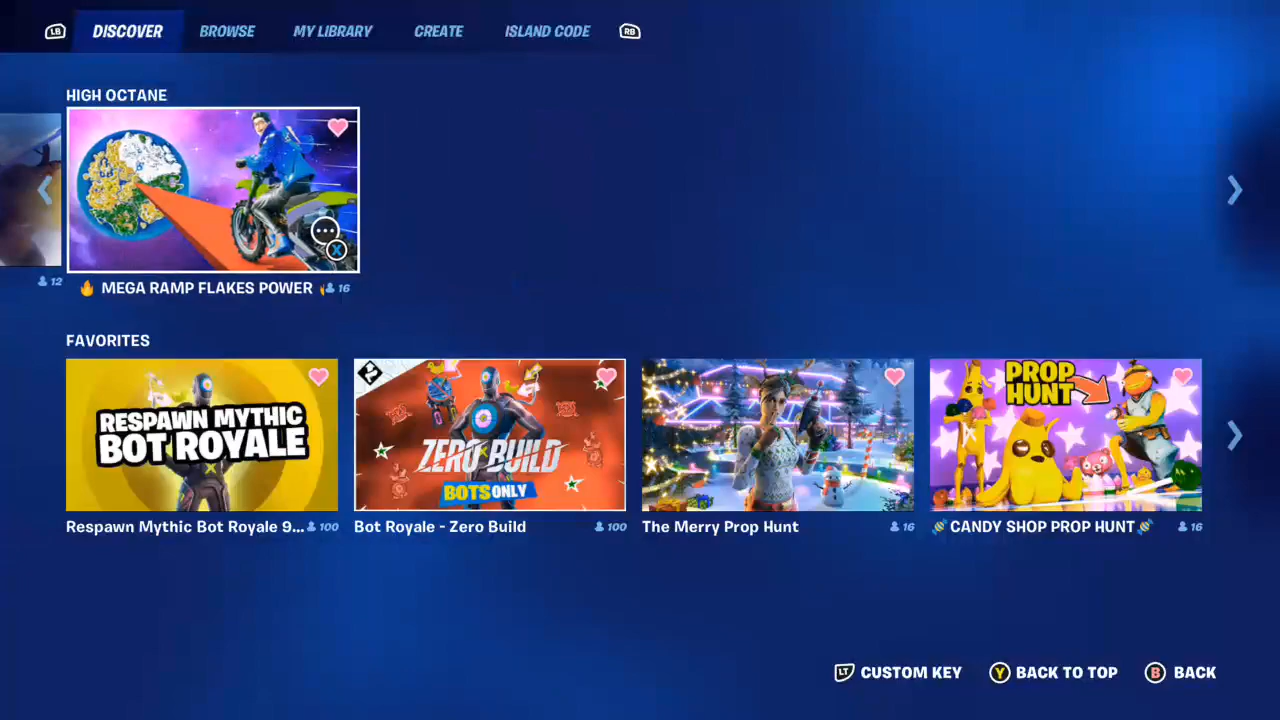 LB DISCOVER BROWSE MY LIBRARY CREATE ISLAND CODE RB
HIGH OCTANE
X
12
MEGA RAMP FLAKES POWER 16
FAVORITES
RESPAWN MYTHIC
BOT ROYALE
ZERO BUILD
BOTS ONLY
PROP
HUNT
Respawn Mythic Bot Royale 9... 100
Bot Royale - Zero Build 100
The Merry Prop Hunt 16
CANDY SHOP PROP HUNT 16
LT CUSTOM KEY Y BACK TO TOP B BACK